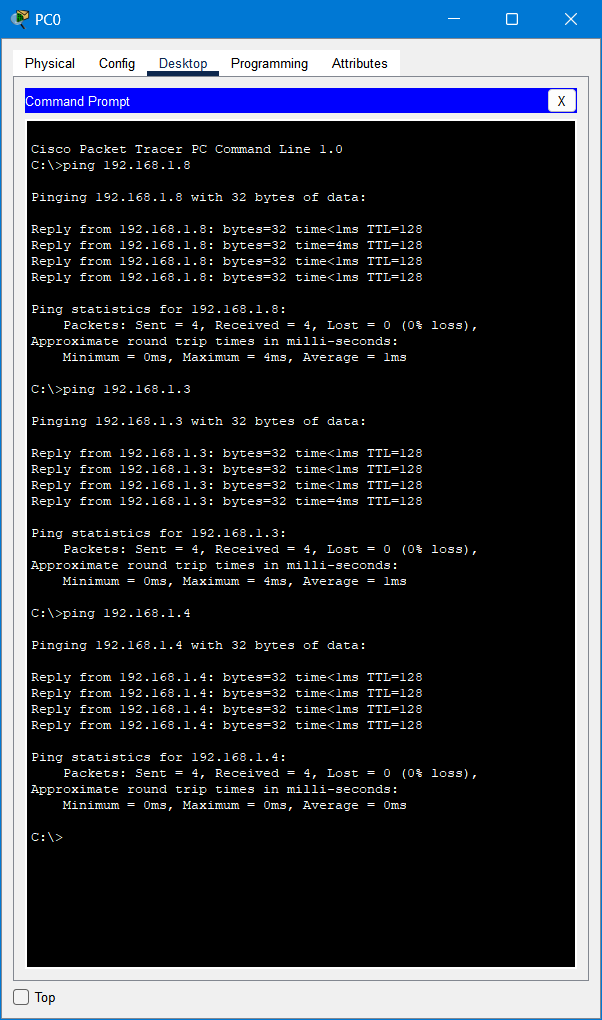 PC0
Physical Config Desktop Programming Attributes
Command Prompt X
Cisco Packet Tracer PC Command Line 1.0
C:\>ping 192.168.1.8
Pinging 192.168.1.8 with 32 bytes of data:
Reply from 192.168.1.8: bytes=32 time<1ms TTL=128
Reply from 192.168.1.8: bytes=32 time=4ms TTL=128
Reply from 192.168.1.8: bytes=32 time<1ms TTL=128
Reply from 192.168.1.8: bytes=32 time<1ms TTL=128
Ping statistics for 192.168.1.8:
    Packets: Sent = 4, Received = 4, Lost = 0 (0% loss),
Approximate round trip times in milli-seconds:
    Minimum = 0ms, Maximum = 4ms, Average = 1ms
C:\>ping 192.168.1.3
Pinging 192.168.1.3 with 32 bytes of data:
Reply from 192.168.1.3: bytes=32 time<1ms TTL=128
Reply from 192.168.1.3: bytes=32 time<1ms TTL=128
Reply from 192.168.1.3: bytes=32 time<1ms TTL=128
Reply from 192.168.1.3: bytes=32 time=4ms TTL=128
Ping statistics for 192.168.1.3:
    Packets: Sent = 4, Received = 4, Lost = 0 (0% loss),
Approximate round trip times in milli-seconds:
    Minimum = 0ms, Maximum = 4ms, Average = 1ms
C:\>ping 192.168.1.4
Pinging 192.168.1.4 with 32 bytes of data:
Reply from 192.168.1.4: bytes=32 time<1ms TTL=128
Reply from 192.168.1.4: bytes=32 time<1ms TTL=128
Reply from 192.168.1.4: bytes=32 time<1ms TTL=128
Reply from 192.168.1.4: bytes=32 time<1ms TTL=128
Ping statistics for 192.168.1.4:
    Packets: Sent = 4, Received = 4, Lost = 0 (0% loss),
Approximate round trip times in milli-seconds:
    Minimum = 0ms, Maximum = 0ms, Average = 0ms
C:\>
Top